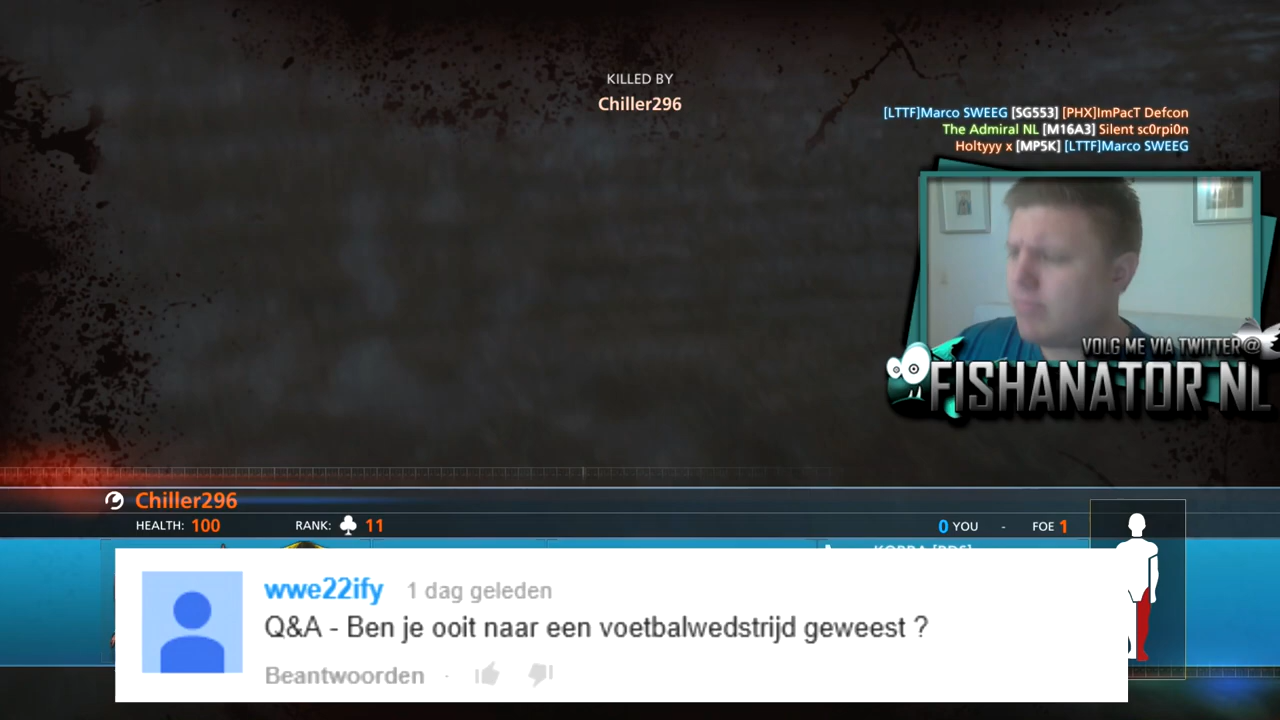 KILLED BY
Chiller296
[LTTF]Marco SWEEG [SG553] [PHX]ImPacT Defcon
The Admiral NL [M16A3] Silent sc0rpi0n
Holtyyy x [MP5K] [LTTF]Marco SWEEG
VOLG ME VIA TWITTER@
FISHANATOR NL
Chiller296
HEALTH: 100 RANK: 11 0 YOU - FOE 1
wwe22ify 1 dag geleden
Q&A - Ben je ooit naar een voetbalwedstrijd geweest ?
Beantwoorden